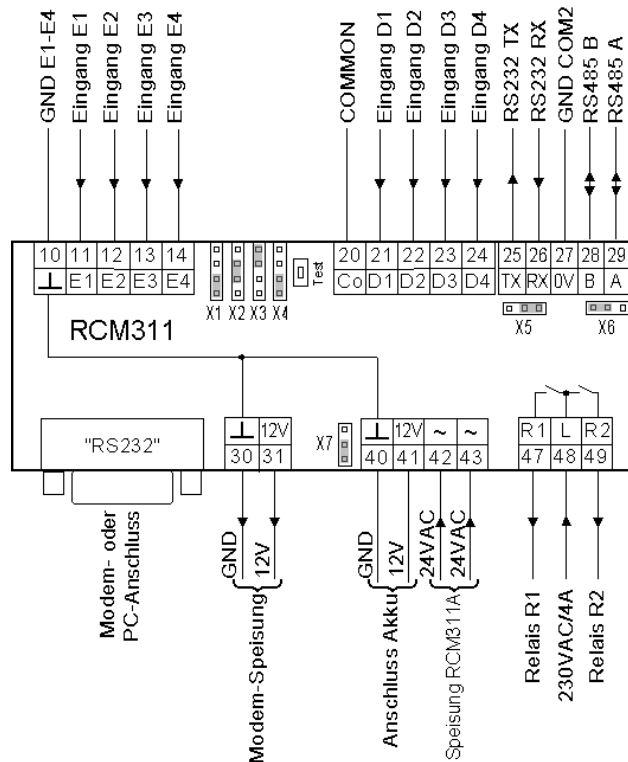 GND E1-E4
Eingang E1
Eingang E2
Eingang E3
Eingang E4
COMMON
Eingang D1
Eingang D2
Eingang D3
Eingang D4
RS232 TX
RS232 RX
GND COM2
RS485 B
RS485 A
10 11 12 13 14
E1 E2 E3 E4
X1 X2 X3 X4
Test
20 21 22 23 24 25 26 27 28 29
Co D1 D2 D3 D4 TX RX 0V B A
X5
X6
RCM311
"RS232"
12V
30 31
X7
12V ~ ~
40 41 42 43
R1 L R2
47 48 49
Modem- oder
PC-Anschluss
GND
12V
Modem-Speisung
GND
12V
Anschluss Akku
24VAC
24VAC
Speisung RCM311A
Relais R1
230VAC/4A
Relais R2